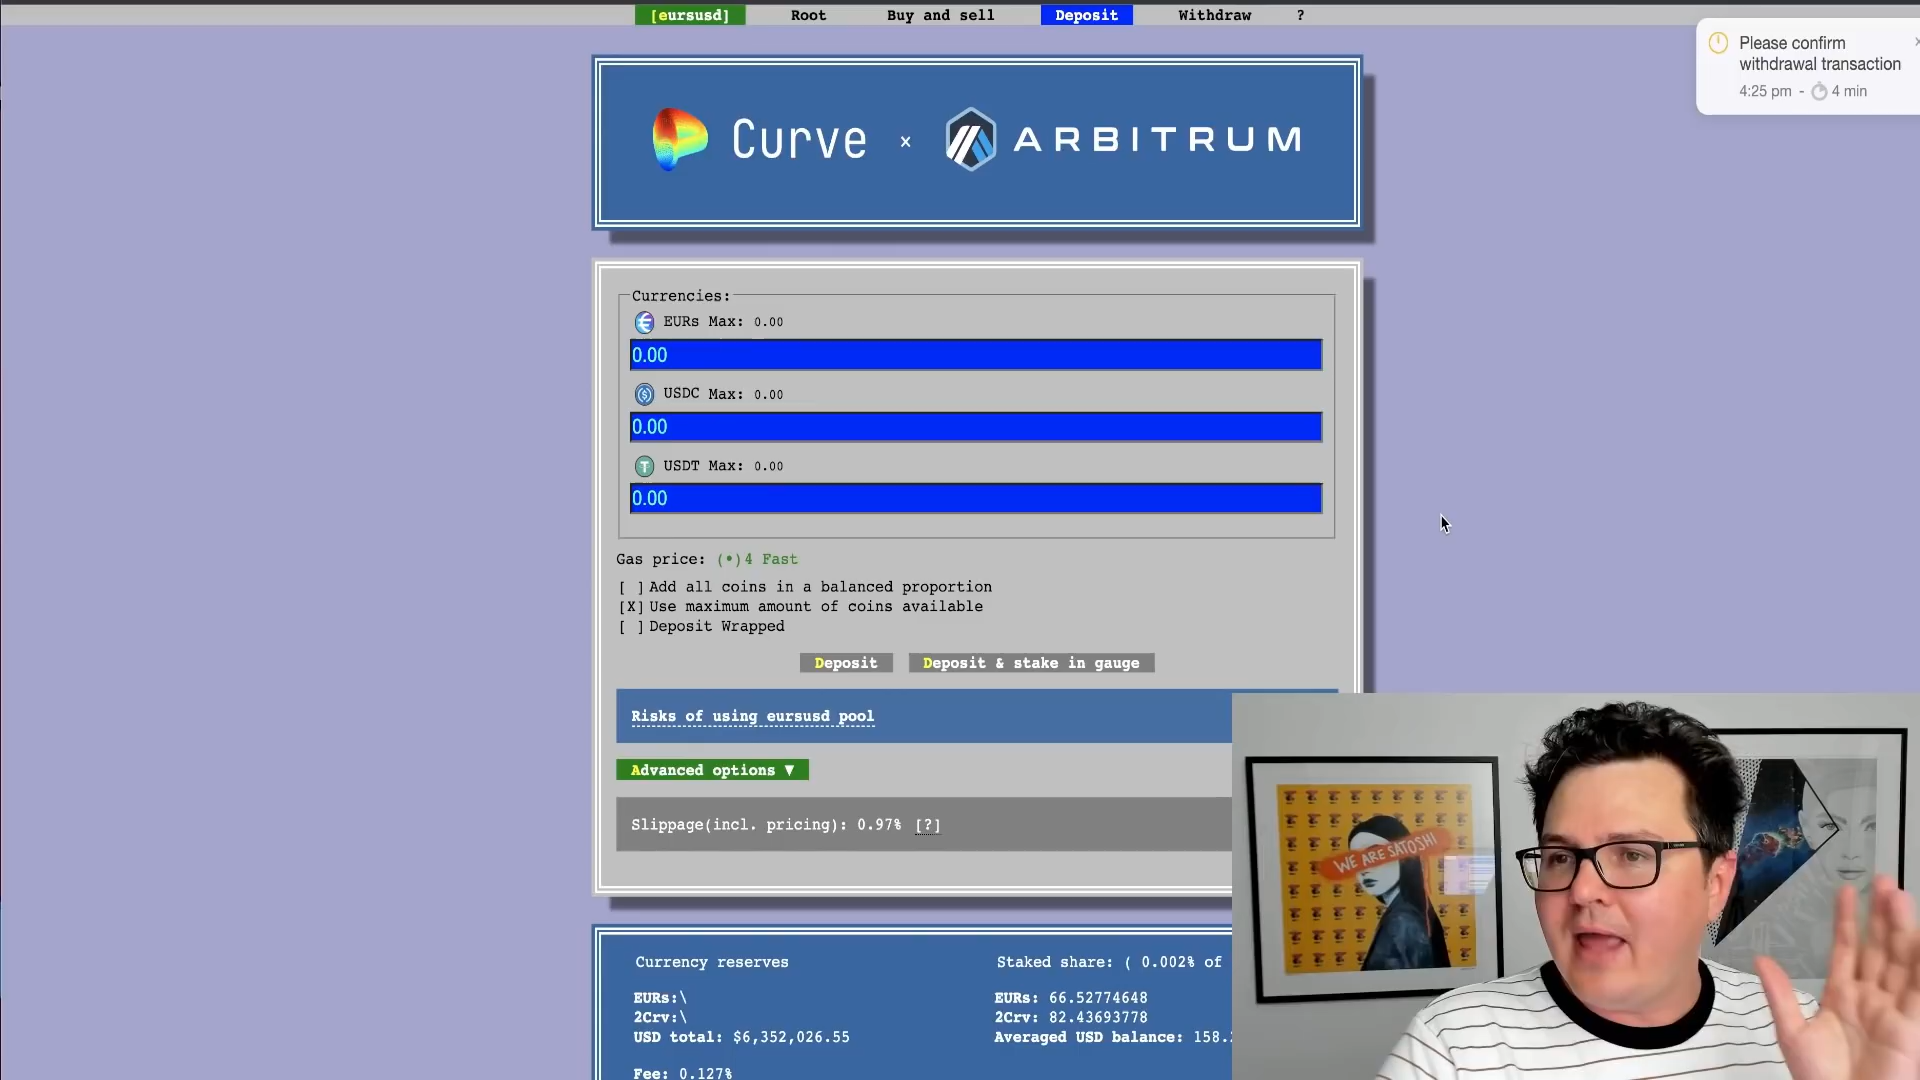 [eursusd] Root Buy and sell Deposit Withdraw ?
Please confirm
withdrawal transaction
4:25 pm - 4 min
Curve x ARBITRUM
Currencies:
EURs Max: 0.00
0.00
USDC Max: 0.00
0.00
USDT Max: 0.00
0.00
Gas price: (•)4 Fast
[ ] Add all coins in a balanced proportion
[X] Use maximum amount of coins available
[ ] Deposit Wrapped
Deposit Deposit & stake in gauge
Risks of using eursusd pool
Advanced options ▼
Slippage(incl. pricing): 0.97% [?]
WE ARE SATOSHI
Currency reserves
EURs:\
2Crv:\
USD total: $6,352,026.55
Fee: 0.127%
Staked share: ( 0.002% of
EURs: 66.52774648
2Crv: 82.43693778
Averaged USD balance: 158.